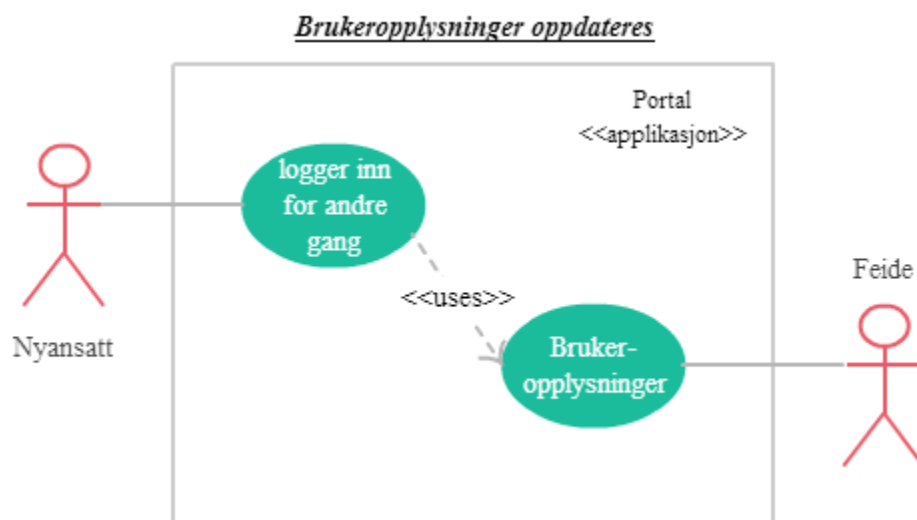 Brukeropplysninger oppdateres
Portal
<<applikasjon>>
logger inn
for andre
gang
<<uses>>
Feide
Nyansatt
Bruker-
opplysninger